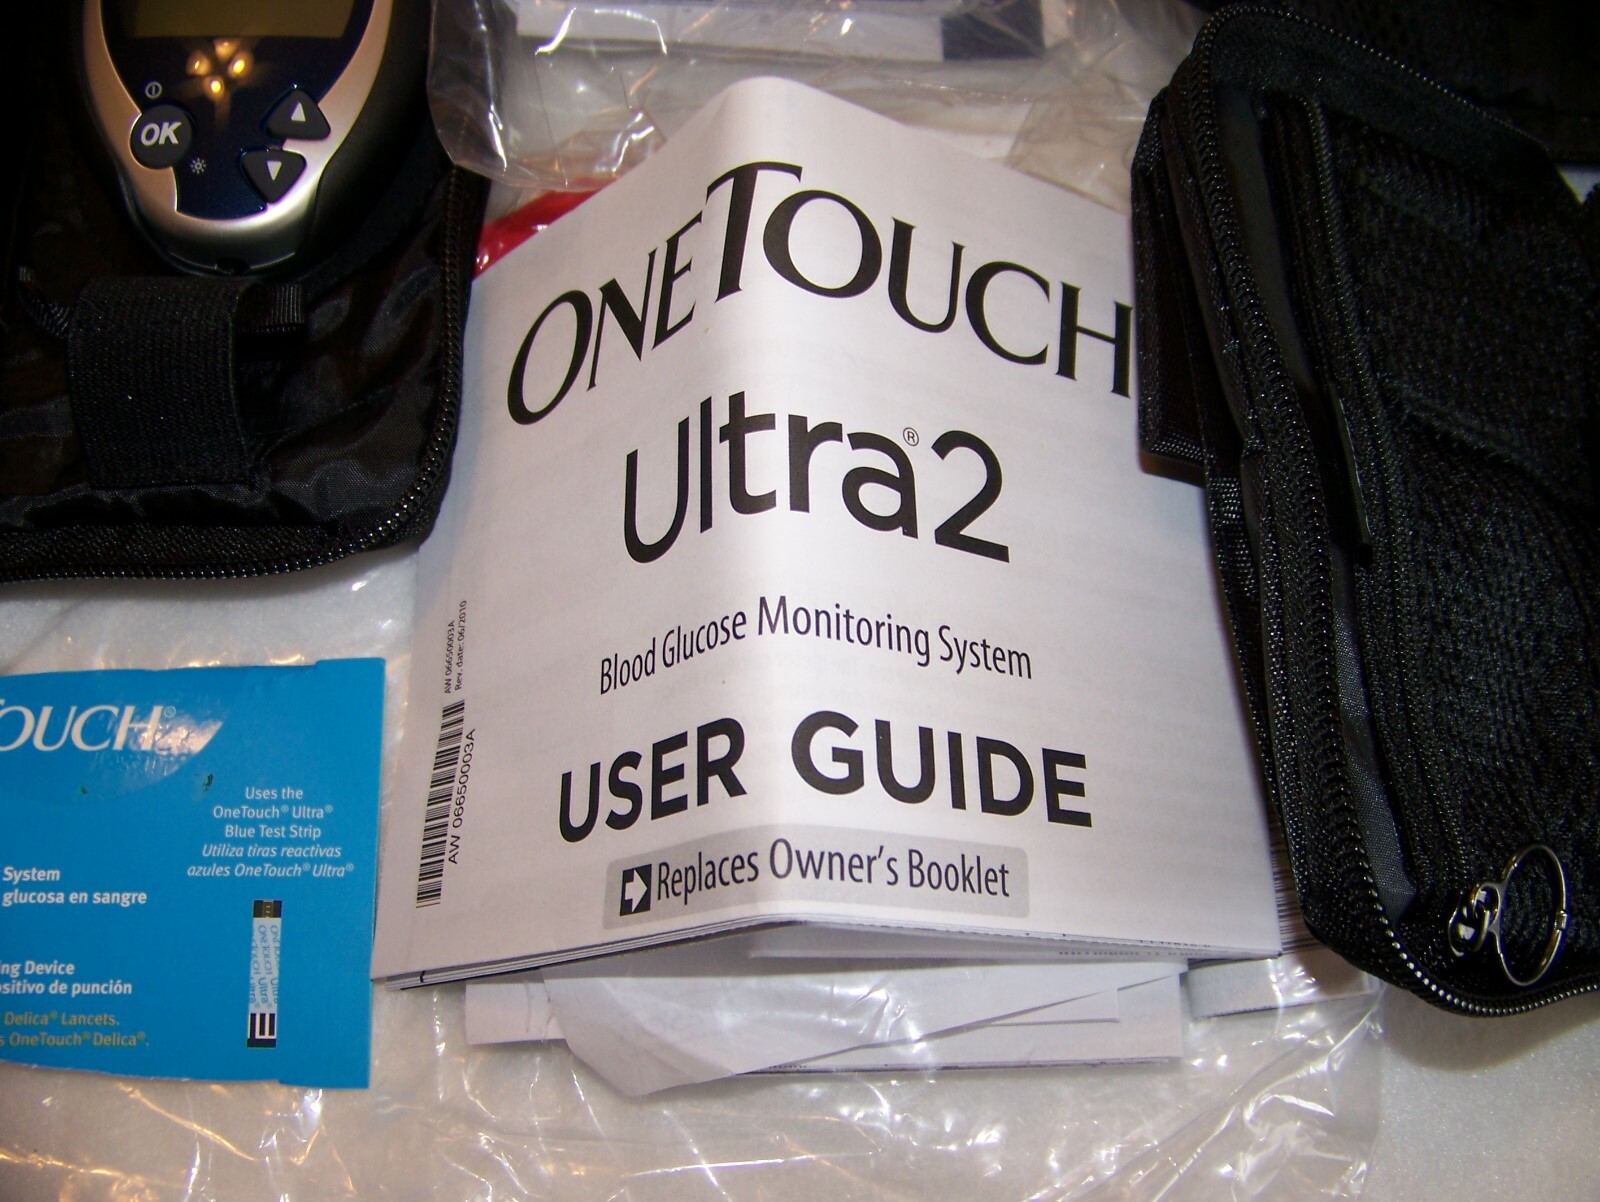 OK
ONETOUCH
Ultra®2
Blood Glucose Monitoring System
USER GUIDE
Replaces Owner's Booklet
AW 06650003A
Rev. date: 06/2010
AW 06650003A
OUCH®
Uses the
OneTouch® Ultra®
Blue Test Strip
Utiliza tiras reactivas
azules OneTouch® Ultra®
System
glucosa en sangre
ing Device
ositivo de punción
Delica® Lancets.
s OneTouch® Delica®.